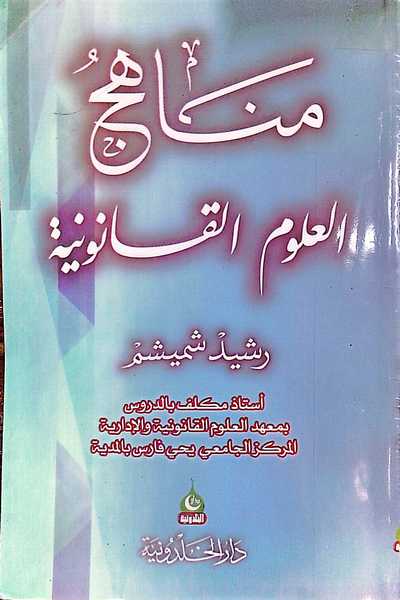 مناهج
العلوم القانونية
رشيد شميشم
أستاذ مكلف بالدروس
بمعهد العلوم القانونية والإدارية
المركز الجامعي يحي فارس بالمدية
الخلدونية
دار الخلدونية